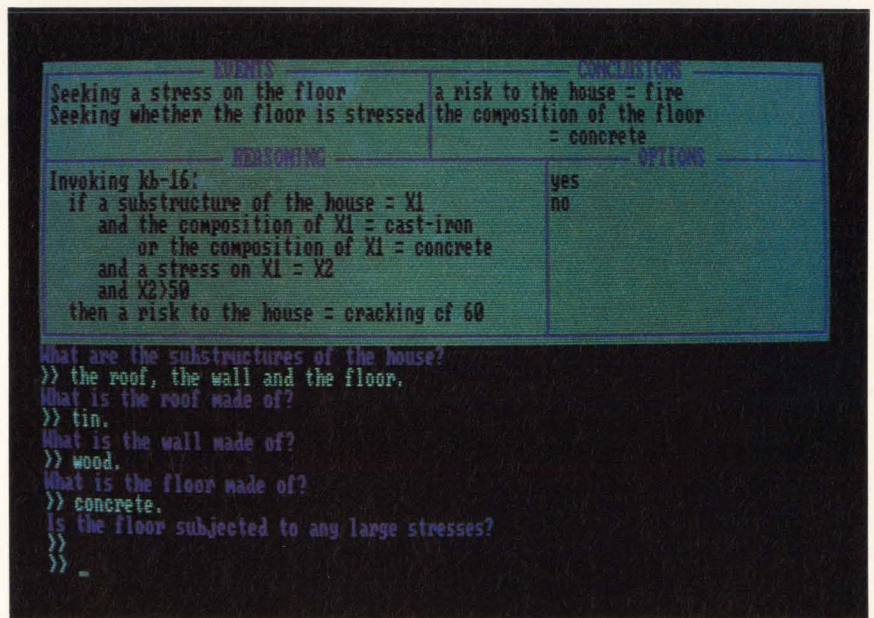 EVENTS
Seeking a stress on the floor
Seeking whether the floor is stressed
CONCLUSIONS
a risk to the house = fire
the composition of the floor
= concrete
REASONING
Invoking kb-16:
if a substructure of the house = X1
and the composition of X1 = cast-iron
or the composition of X1 = concrete
and a stress on X1 = X2
and X2>50
then a risk to the house = cracking cf 60
OPTIONS
yes
no
What are the substructures of the house?
>> the roof, the wall and the floor.
What is the roof made of?
>> tin.
What is the wall made of?
>> wood.
What is the floor made of?
>> concrete.
Is the floor subjected to any large stresses?
>>
>> _